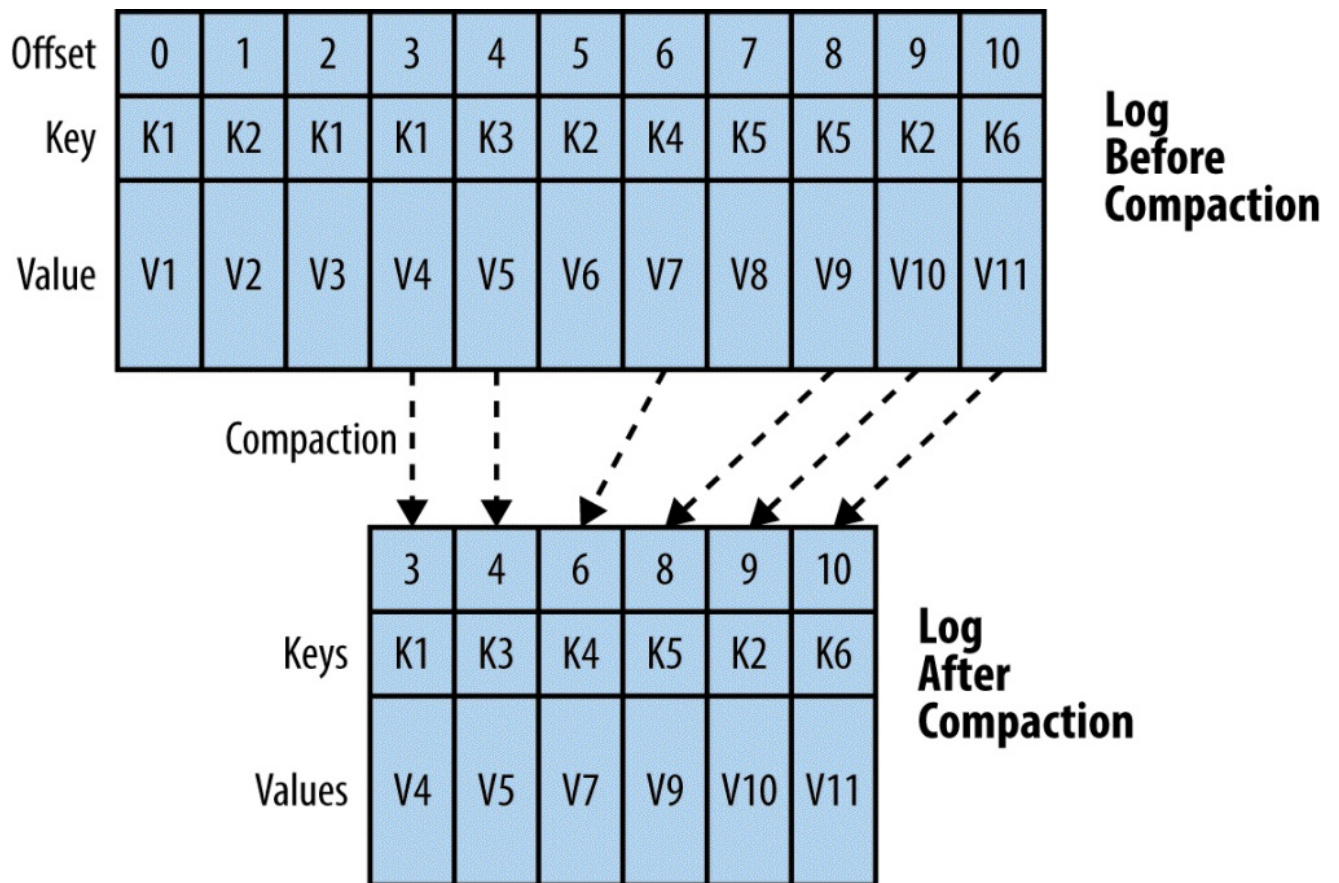 Offset 0 1 2 3 4 5 6 7 8 9 10
Key K1 K2 K1 K1 K3 K2 K4 K5 K5 K2 K6
Value V1 V2 V3 V4 V5 V6 V7 V8 V9 V10 V11
Log
Before
Compaction
Compaction
3 4 6 8 9 10
Keys K1 K3 K4 K5 K2 K6
Values V4 V5 V7 V9 V10 V11
Log
After
Compaction